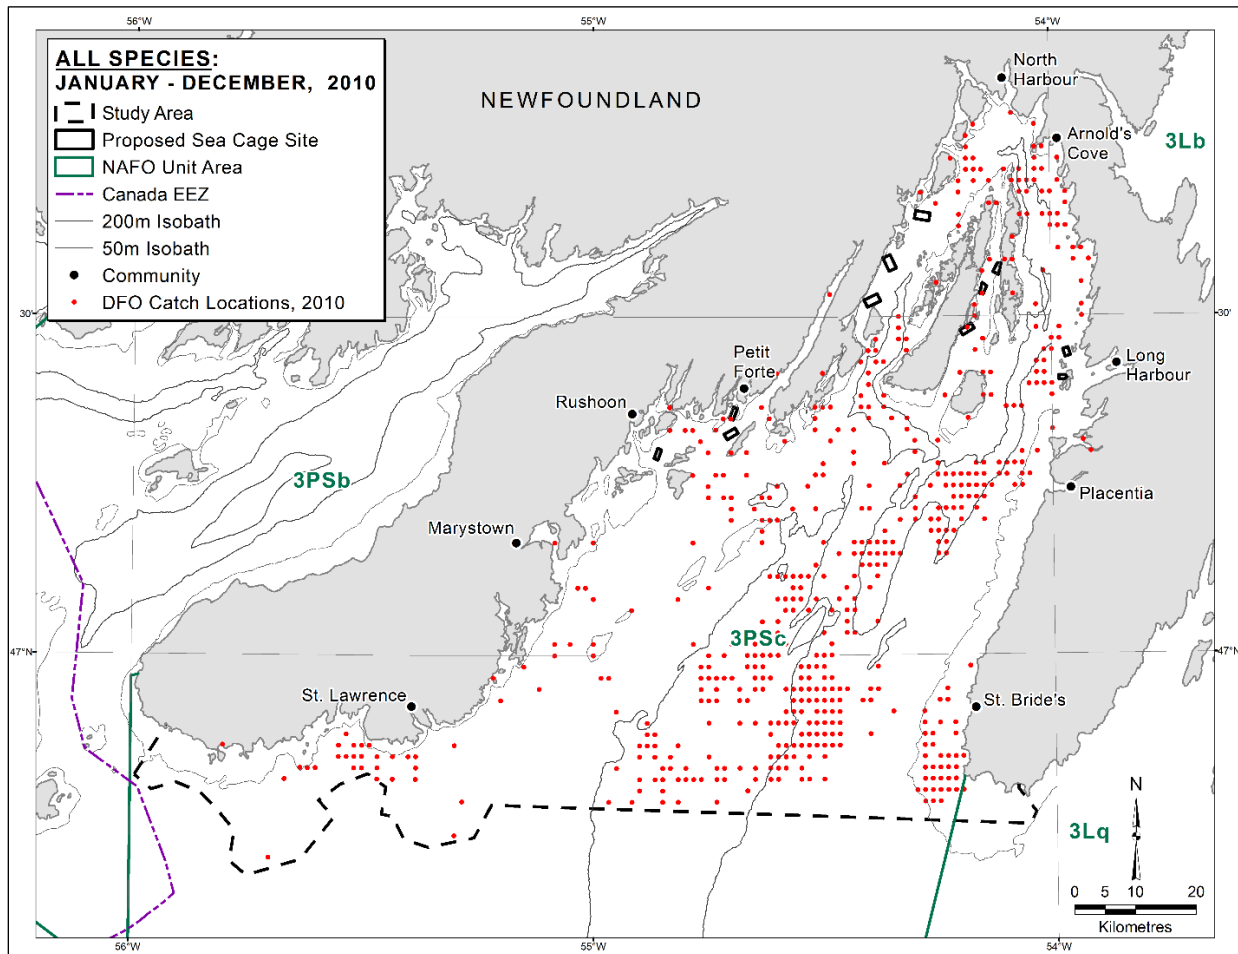 56°W
55°W
54°W
ALL SPECIES:
JANUARY - DECEMBER, 2010
Study Area
Proposed Sea Cage Site
NAFO Unit Area
Canada EEZ
200m Isobath
50m Isobath
Community
DFO Catch Locations, 2010
NEWFOUNDLAND
North
Harbour
Arnold's
Cove
3Lb
30'
30'
Petit
Forte
Long
Harbour
Rushoon
3PSb
Placentia
Marystown
3PSc
47°N
47°N
St. Lawrence
St. Bride's
N
3Lq
0 5 10 20
Kilometres
56°W
55°W
54°W